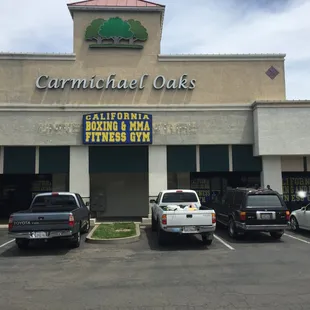 Carmichael Oaks
CALIFORNIA
BOXING & MMA
FITNESS GYM